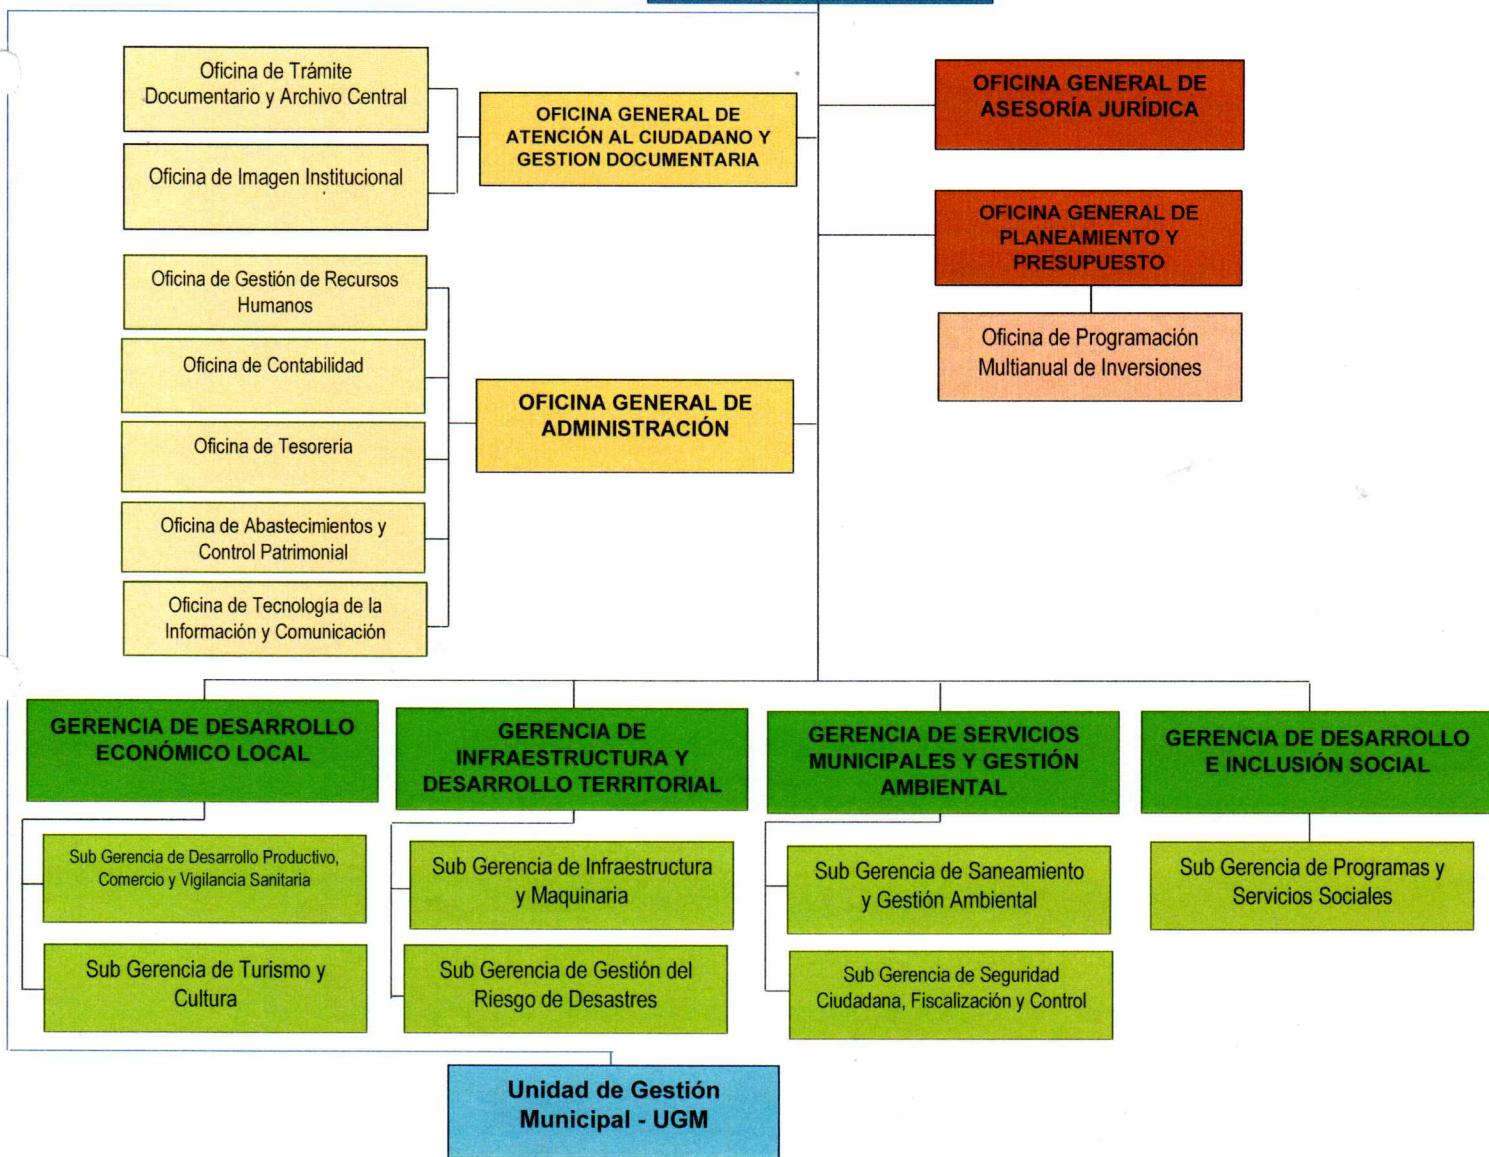 Oficina de Trámite
Documentario y Archivo Central
Oficina de Imagen Institucional
OFICINA GENERAL DE
ATENCIÓN AL CIUDADANO Y
GESTION DOCUMENTARIA
OFICINA GENERAL DE
ASESORÍA JURÍDICA
OFICINA GENERAL DE
PLANEAMIENTO Y
PRESUPUESTO
Oficina de Programación
Multianual de Inversiones
Oficina de Gestión de Recursos
Humanos
Oficina de Contabilidad
Oficina de Tesorería
Oficina de Abastecimientos y
Control Patrimonial
Oficina de Tecnología de la
Información y Comunicación
OFICINA GENERAL DE
ADMINISTRACIÓN
GERENCIA DE DESARROLLO
ECONÓMICO LOCAL
Sub Gerencia de Desarrollo Productivo,
Comercio y Vigilancia Sanitaria
Sub Gerencia de Turismo y
Cultura
GERENCIA DE
INFRAESTRUCTURA Y
DESARROLLO TERRITORIAL
Sub Gerencia de Infraestructura
y Maquinaria
Sub Gerencia de Gestión del
Riesgo de Desastres
GERENCIA DE SERVICIOS
MUNICIPALES Y GESTIÓN
AMBIENTAL
Sub Gerencia de Saneamiento
y Gestión Ambiental
Sub Gerencia de Seguridad
Ciudadana, Fiscalización y Control
GERENCIA DE DESARROLLO
E INCLUSIÓN SOCIAL
Sub Gerencia de Programas y
Servicios Sociales
Unidad de Gestión
Municipal - UGM